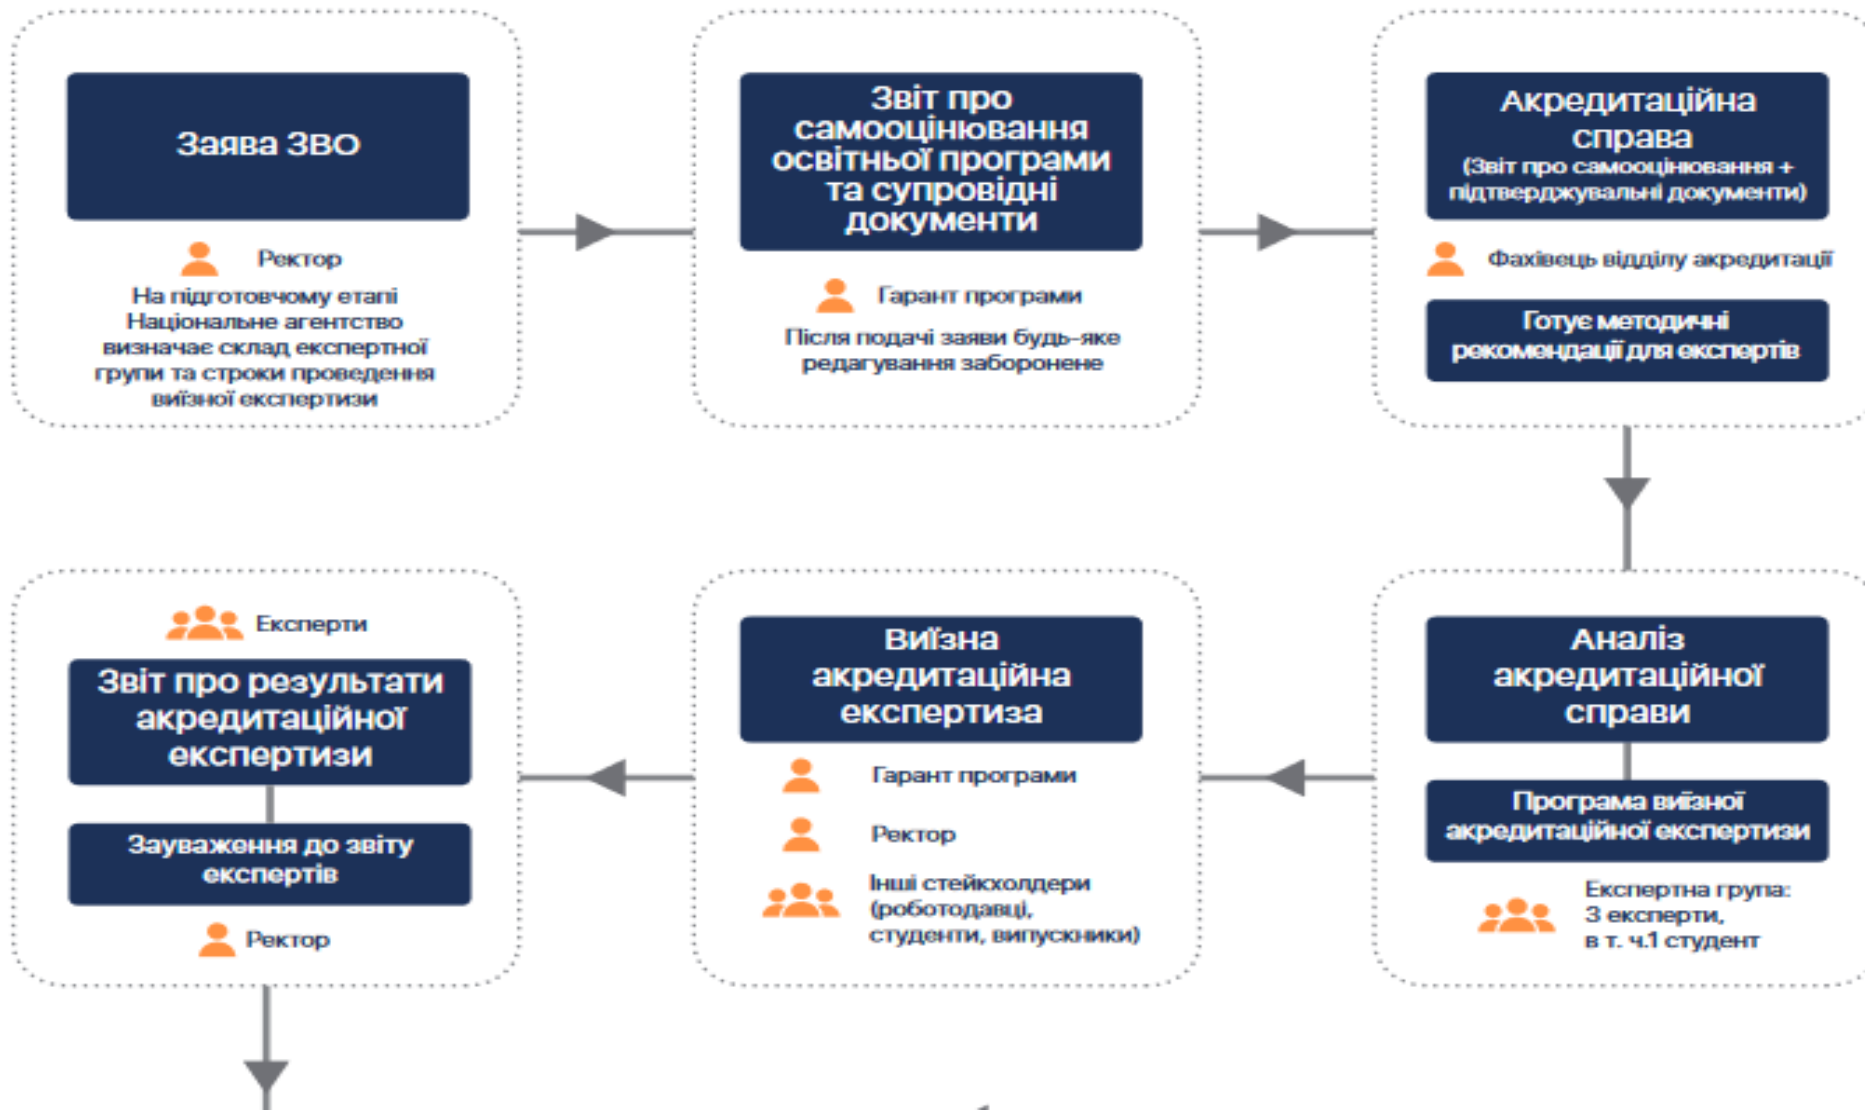 Заява ЗВО
Ректор
На підготовчому етапі
Національне агентство
визначає склад експертної
групи та строки проведення
виїзної експертизи
Звіт про
самооцінювання
освітньої програми
та супровідні
документи
Гарант програми
Після подачі заяви будь-яке
редагування заборонене
Акредитаційна
справа
(Звіт про самооцінювання +
підтверджувальні документи)
Фахівець відділу акредитації
Готує методичні
рекомендації для експертів
Аналіз
акредитаційної
справи
Програма виїзної
акредитаційної експертизи
Експертна група:
3 експерти,
в т. ч.1 студент
Виїзна
акредитаційна
експертиза
Гарант програми
Ректор
Інші стейкхолдери
(роботодавці,
студенти, випускники)
Експерти
Звіт про результати
акредитаційної
експертизи
Зауваження до звіту
експертів
Ректор